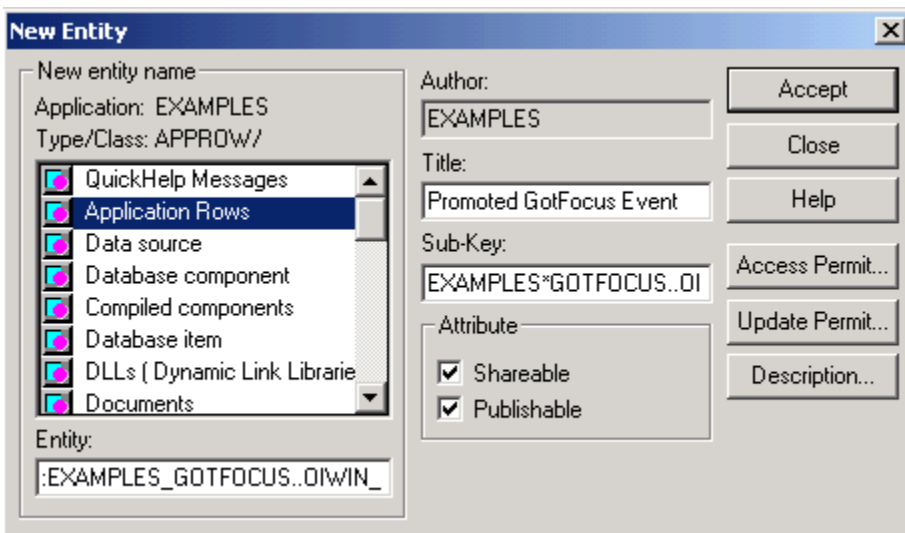 New Entity
New entity name
Application: EXAMPLES
Type/Class: APPROW/
QuickHelp Messages
Application Rows
Data source
Database component
Compiled components
Database item
DLLs ( Dynamic Link Librarie
Documents
Entity:
:EXAMPLES_GOTFOCUS..OIWIN_
Author:
EXAMPLES
Title:
Promoted GotFocus Event
Sub-Key:
EXAMPLES*GOTFOCUS..OI
Attribute
Shareable
Publishable
Accept
Close
Help
Access Permit...
Update Permit...
Description...